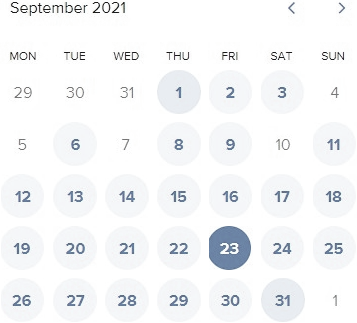 September 2021
MON TUE WED THU FRI SAT SUN
29 30 31 1 2 3 4
5 6 7 8 9 10 11
12 13 14 15 16 17 18
19 20 21 22 23 24 25
26 27 28 29 30 31 1